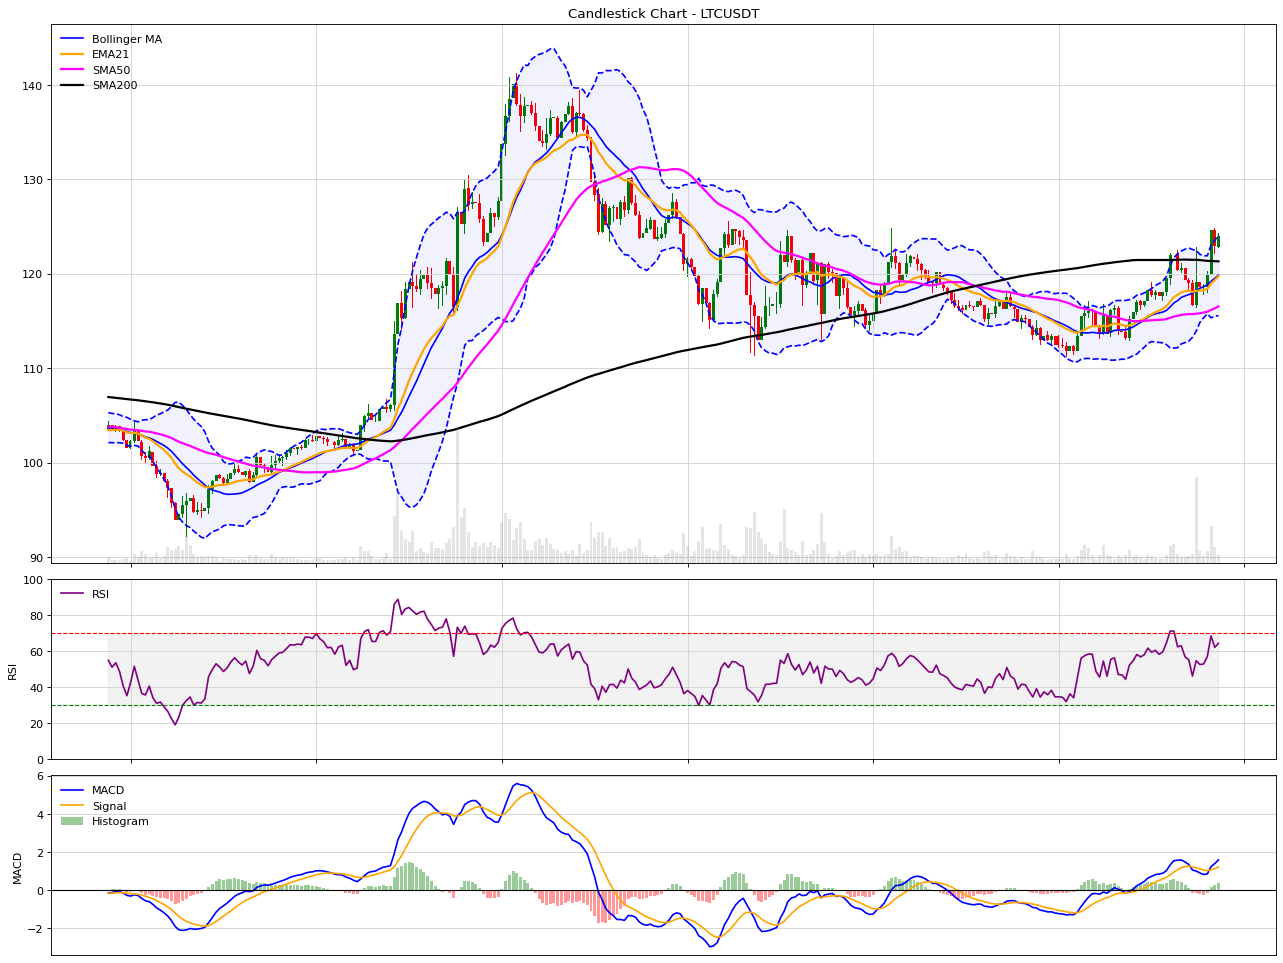 Candlestick Chart - LTCUSDT
Bollinger MA
EMA21
SMA50
SMA200
140
130
120
110
100
90
100
80
60
40
20
0
RSI
RSI
6
4
2
0
−2
MACD
MACD
Signal
Histogram